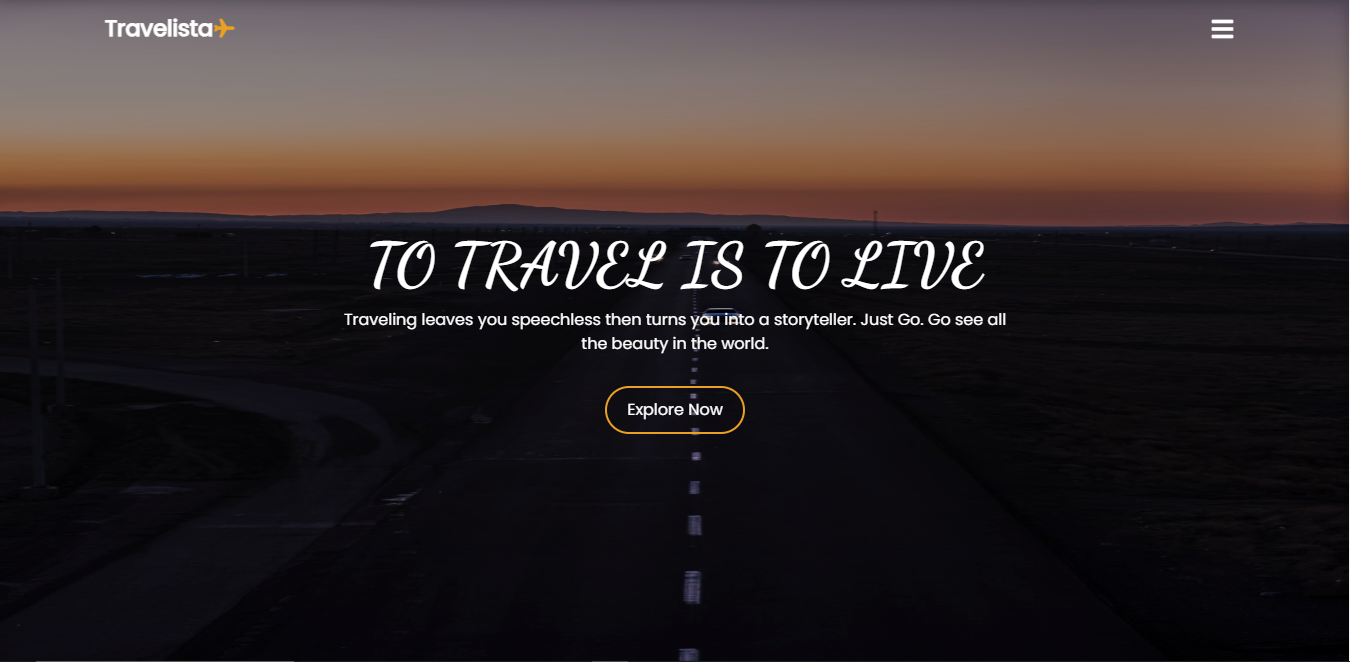 Travelista
TO TRAVEL IS TO LIVE
Traveling leaves you speechless then turns you into a storyteller. Just Go. Go see all
the beauty in the world.
Explore Now